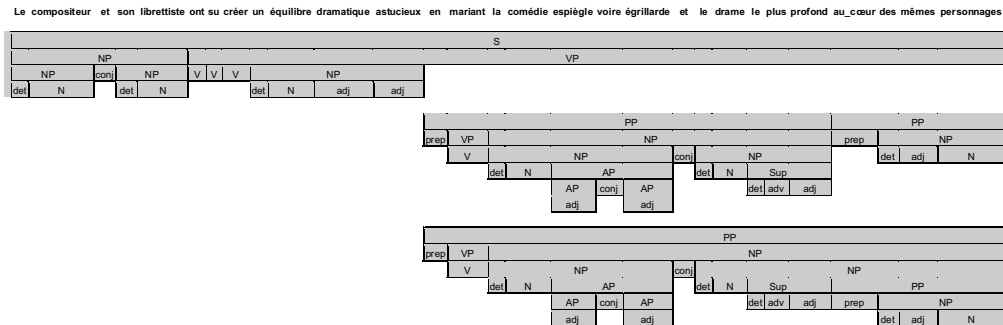 Le compositeur et son librettiste ont su créer un équilibre dramatique astucieux en mariant la comédie espiègle voire égrillarde et le drame le plus profond au_cœur des mêmes personnages
S
NP VP
NP conj NP V V V NP
det N det N det N adj adj
PP PP
prep VP NP prep NP
V NP conj NP det adj N
det N AP det N Sup
AP conj AP det adv adj
adj adj
PP
prep VP NP
V NP conj NP
det N AP det N Sup PP
AP conj AP det adv adj prep NP
adj adj det adj N